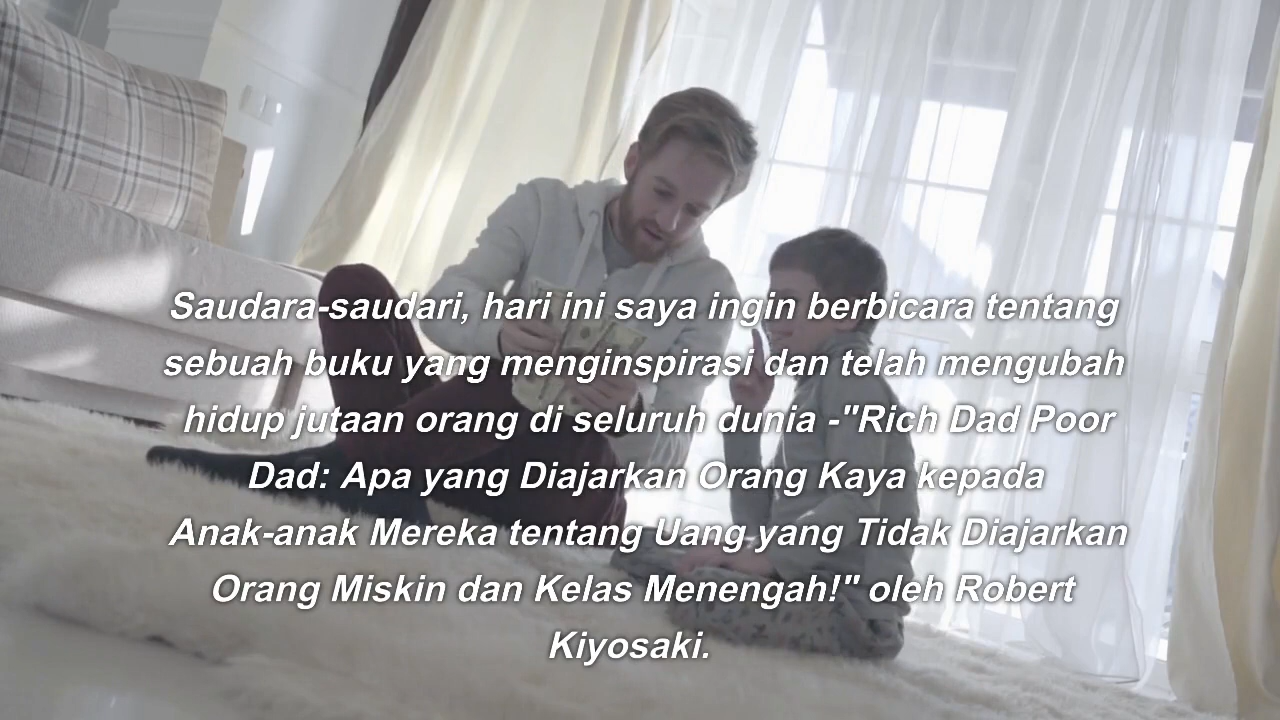 Saudara-saudari, hari ini saya ingin berbicara tentang
sebuah buku yang menginspirasi dan telah mengubah
hidup jutaan orang di seluruh dunia -"Rich Dad Poor
Dad: Apa yang Diajarkan Orang Kaya kepada
Anak-anak Mereka tentang Uang yang Tidak Diajarkan
Orang Miskin dan Kelas Menengah!" oleh Robert
Kiyosaki.